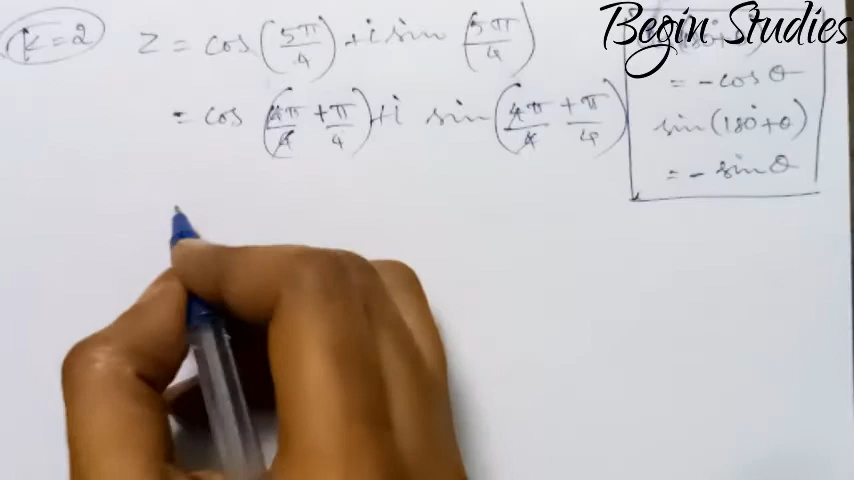 Begin Studies
K=2 z = cos(5π/4) + i sin (5π/4)
= cos (4π/4 + π/4) + i sin (4π/4 + π/4)
= - cos θ
sin(180°+θ)
= - sin θ